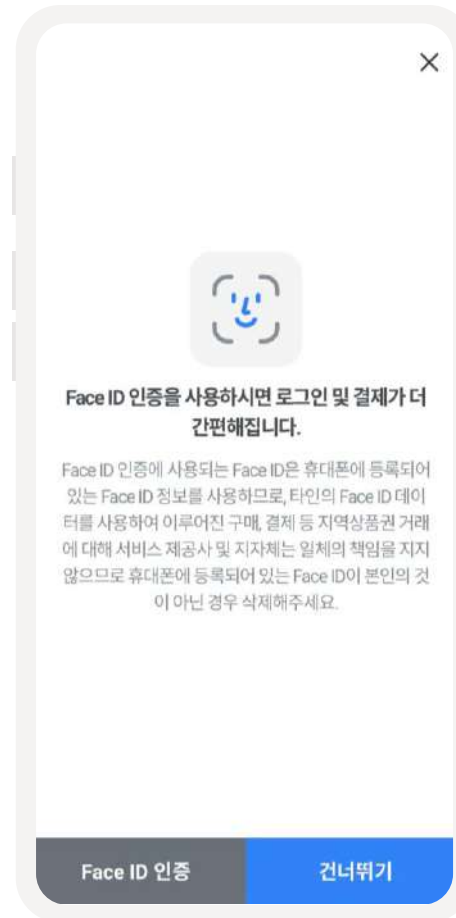 Face ID 인증을 사용하시면 로그인 및 결제가 더
간편해집니다.
Face ID 인증에 사용되는 Face ID은 휴대폰에 등록되어
있는 Face ID 정보를 사용하므로, 타인의 Face ID 데이
터를 사용하여 이루어진 구매, 결제 등 지역상품권 거래
에 대해 서비스 제공사 및 지자체는 일체의 책임을 지지
않으므로 휴대폰에 등록되어 있는 Face ID이 본인의 것
이 아닌 경우 삭제해주세요.
Face ID 인증 건너뛰기